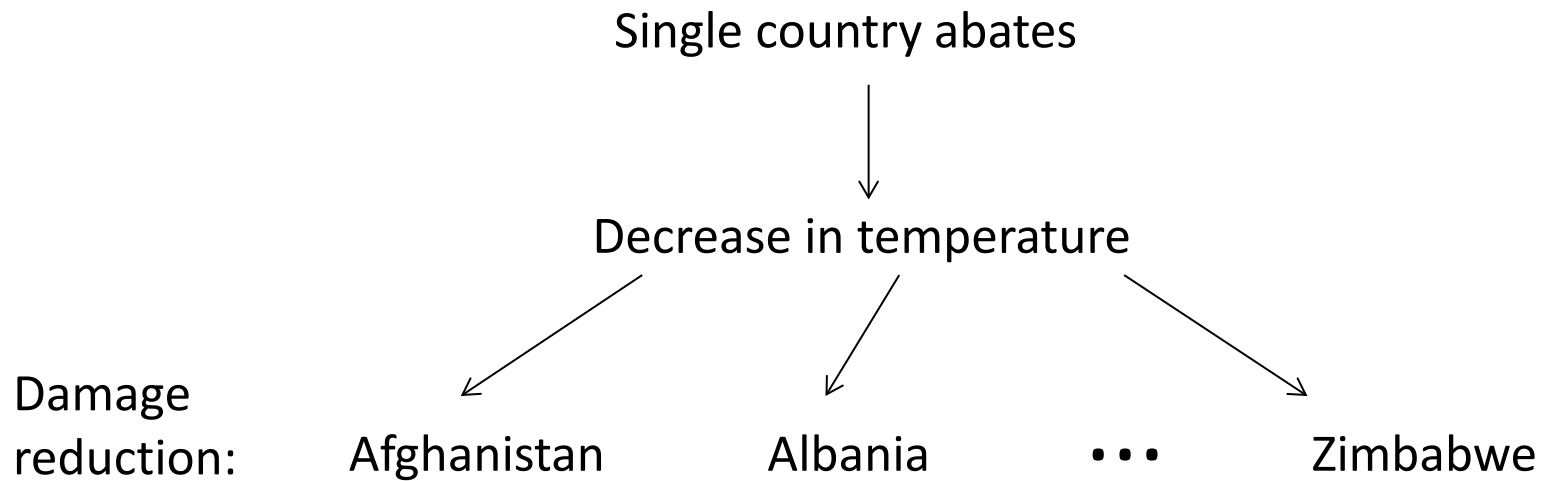 Single country abates
Decrease in temperature
Damage
reduction:
Afghanistan
Albania
...
Zimbabwe